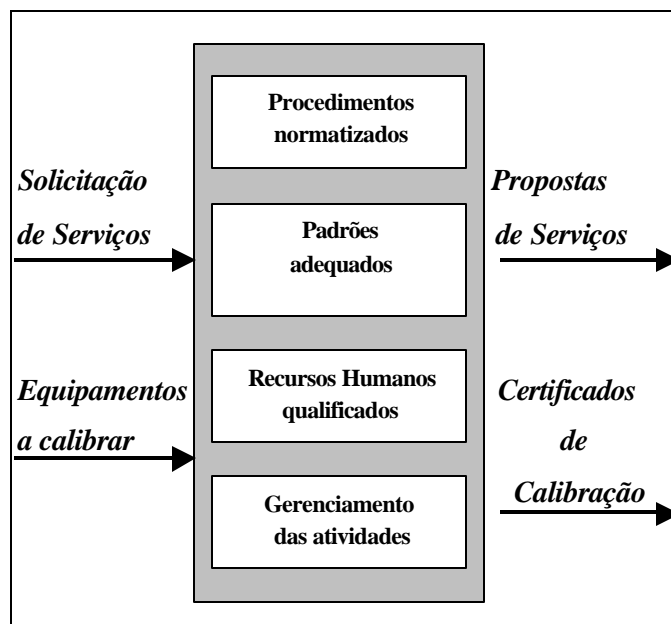 Solicitação
de Serviços
Equipamentos
a calibrar
Procedimentos
normatizados
Padrões
adequados
Recursos Humanos
qualificados
Gerenciamento
das atividades
Propostas
de Serviços
Certificados
de
Calibração